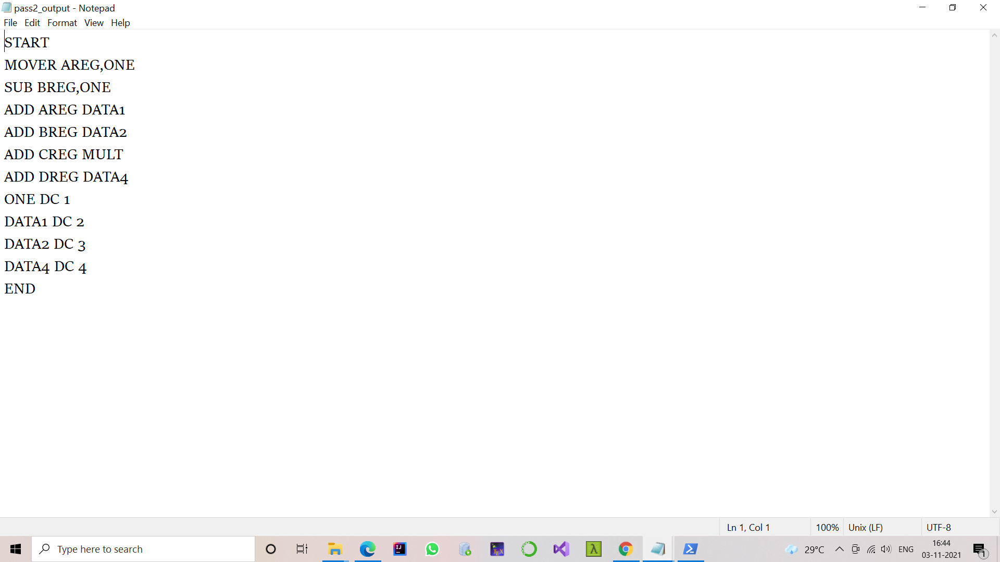 pass2_output - Notepad
File Edit Format View Help
START
MOVER AREG,ONE
SUB BREG,ONE
ADD AREG DATA1
ADD BREG DATA2
ADD CREG MULT
ADD DREG DATA4
ONE DC 1
DATA1 DC 2
DATA2 DC 3
DATA4 DC 4
END
Ln 1, Col 1 100% Unix (LF) UTF-8
Type here to search
IJ
TEX
λ
29°C
ENG
16:44
03-11-2021
1